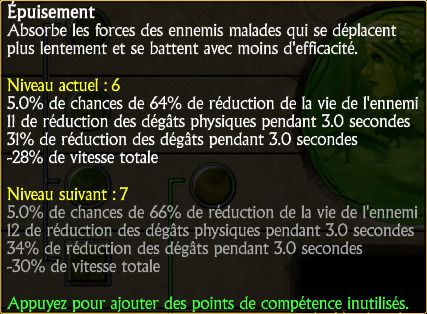 Épuisement
Absorbe les forces des ennemis malades qui se déplacent
plus lentement et se battent avec moins d'efficacité.
Niveau actuel : 6
5.0% de chances de 64% de réduction de la vie de l'ennemi
11 de réduction des dégâts physiques pendant 3.0 secondes
31% de réduction des dégâts pendant 3.0 secondes
-28% de vitesse totale
Niveau suivant : 7
5.0% de chances de 66% de réduction de la vie de l'ennemi
12 de réduction des dégâts physiques pendant 3.0 secondes
34% de réduction des dégâts pendant 3.0 secondes
-30% de vitesse totale
Appuyez pour ajouter des points de compétence inutilisés.